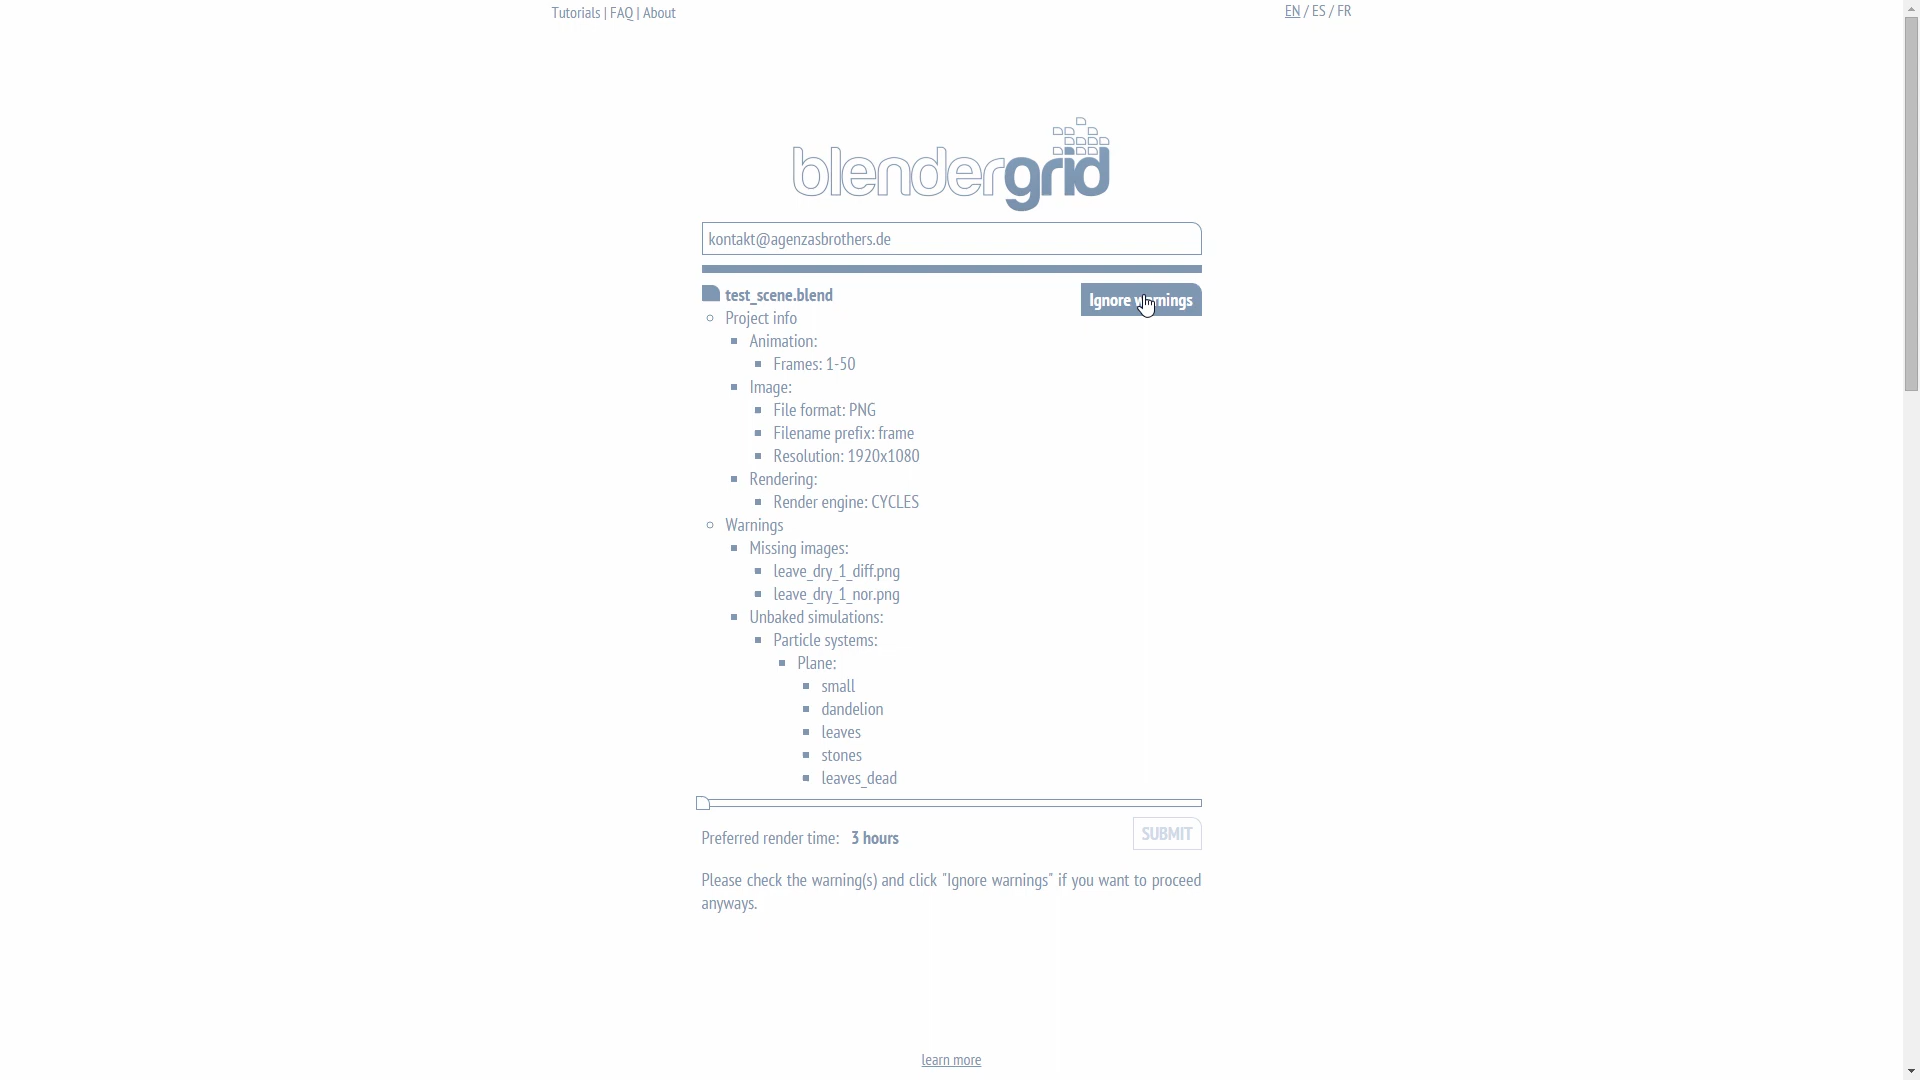 Tutorials | FAQ | About
EN / ES / FR
blendergrid
kontakt@agenzasbrothers.de
test_scene.blend
Ignore warnings
Project info
Animation:
Frames: 1-50
Image:
File format: PNG
Filename prefix: frame
Resolution: 1920x1080
Rendering:
Render engine: CYCLES
Warnings
Missing images:
leave_dry_1_diff.png
leave_dry_1_nor.png
Unbaked simulations:
Particle systems:
Plane:
small
dandelion
leaves
stones
leaves_dead
Preferred render time: 3 hours
SUBMIT
Please check the warning(s) and click "Ignore warnings" if you want to proceed
anyways.
learn more